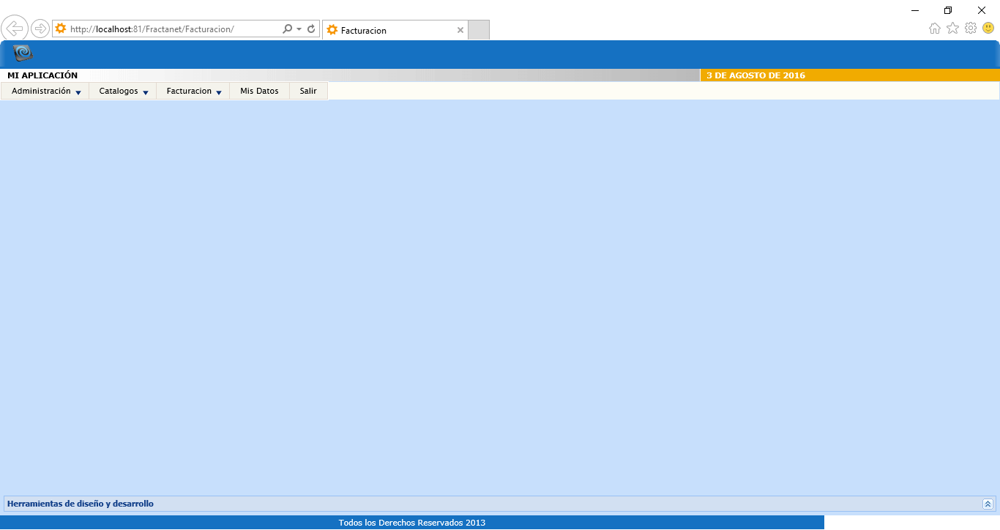 http://localhost:81/Fractanet/Facturacion/
Facturacion
MI APLICACIÓN
3 DE AGOSTO DE 2016
Administración
Catalogos
Facturacion
Mis Datos
Salir
Herramientas de diseño y desarrollo
Todos los Derechos Reservados 2013